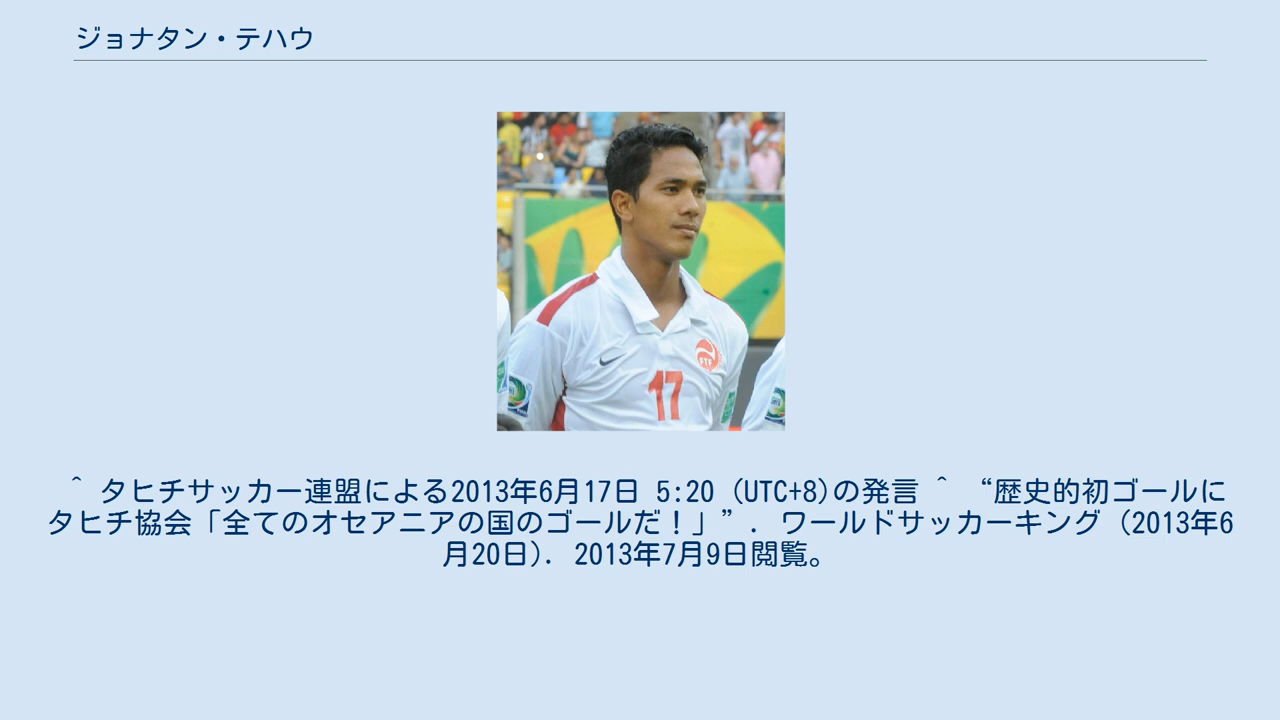 ジョナタン・テハウ
FTF
17
^ タヒチサッカー連盟による2013年6月17日 5:20 (UTC+8)の発言 ^ “歴史的初ゴールに
タヒチ協会「全てのオセアニアの国のゴールだ！」”. ワールドサッカーキング (2013年6
月20日). 2013年7月9日閲覧。